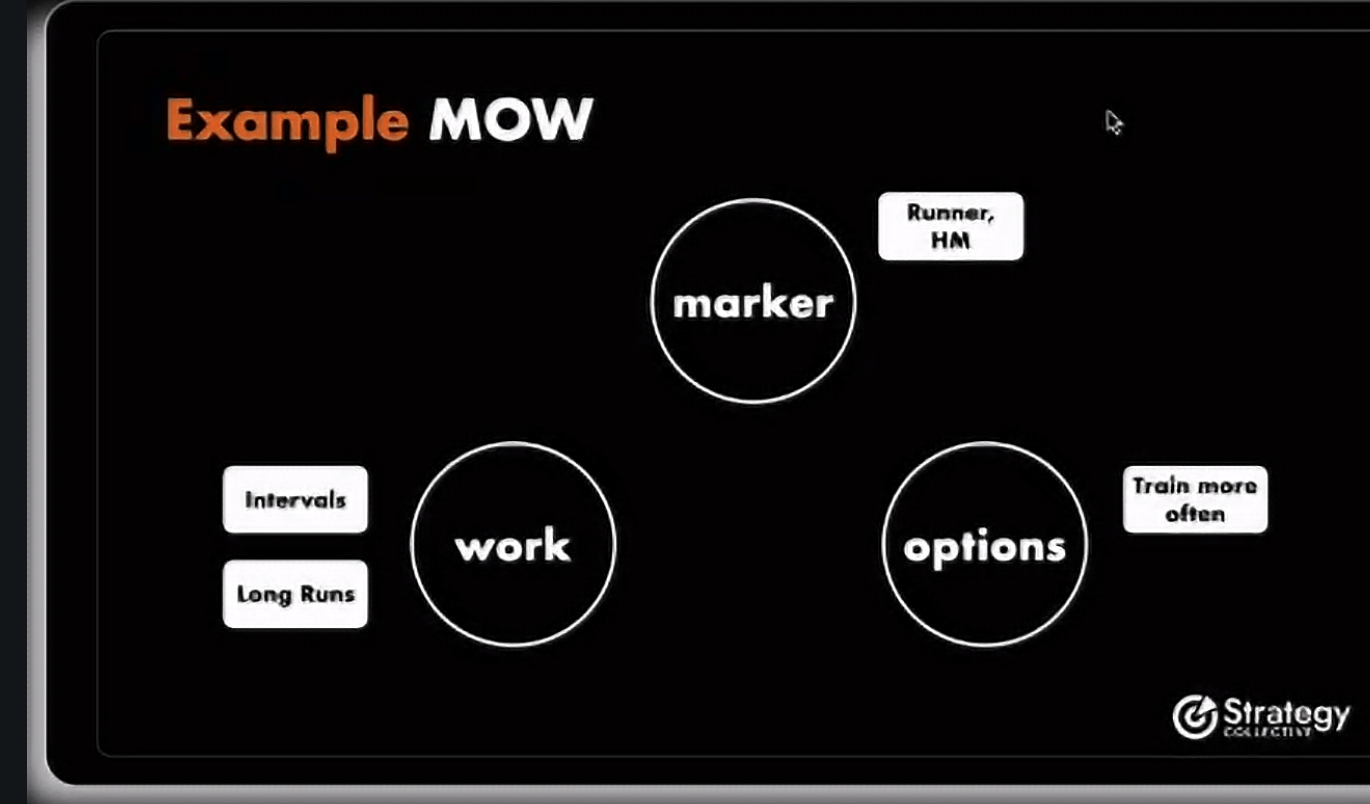 Example MOW
Runner,
HM
marker
Intervals
Long Runs
work
options
Train more
often
Strategy
COLLECTIVE